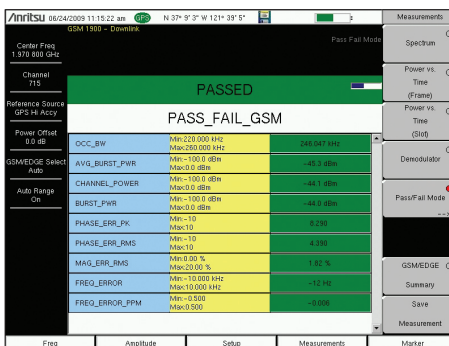 Anritsu 06/24/2009 11:15:22 am GPS N 37° 9' 3" W 121° 39' 5"
Measurements
GSM 1900 - Downlink
Pass Fail Mode
Center Freq
1.970 800 GHz
Channel
715
Reference Source
GPS Hi Accy
Power Offset
0.0 dB
GSM/EDGE Select
Auto
Auto Range
On
PASSED
PASS_FAIL_GSM
OCC_BW Min:220.000 kHz Max:260.000 kHz 246.047 kHz
AVG_BURST_PWR Min:-100.0 dBm Max:0.0 dBm -45.3 dBm
CHANNEL_POWER Min:-100.0 dBm Max:0.0 dBm -44.1 dBm
BURST_PWR Min:-100.0 dBm Max:0.0 dBm -44.0 dBm
PHASE_ERR_PK Min:-10 Max:10 8.290
PHASE_ERR_RMS Min:-10 Max:10 4.390
MAG_ERR_RMS Min:0.00 % Max:20.00 % 1.82 %
FREQ_ERROR Min:-10.000 kHz Max:10.000 kHz -12 Hz
FREQ_ERROR_PPM Min:-0.500 Max:0.500 -0.006
Spectrum
Power vs.
Time
(Frame)
Power vs.
Time
(Slot)
Demodulator
Pass/Fail Mode
-->
GSM/EDGE
Summary
Save
Measurement
Freq Amplitude Setup Measurements Marker